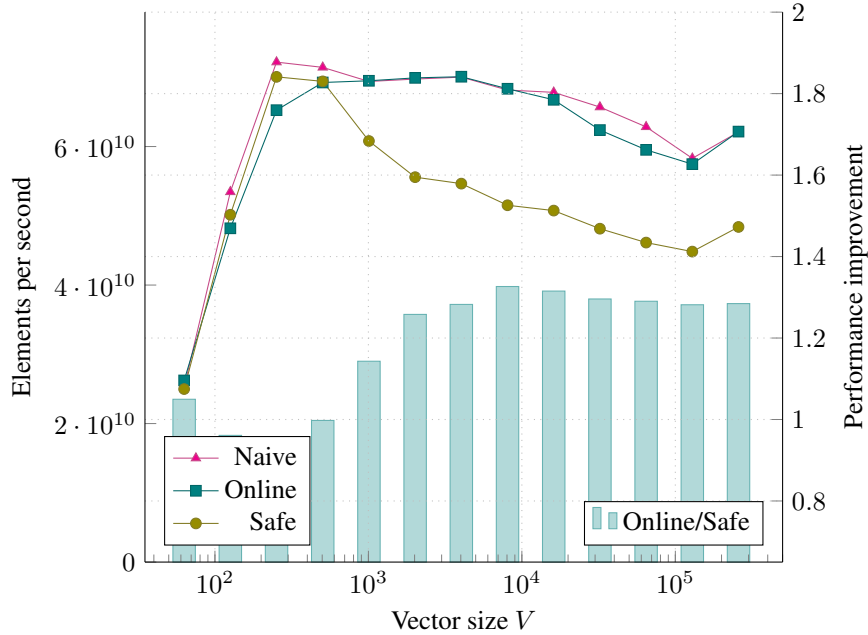 2
1.8
6 · 10^10
1.6
1.4
4 · 10^10
1.2
2 · 10^10
1
0.8
0
Elements per second
Performance improvement
Naive
Online
Safe
Online/Safe
10^2
10^3
10^4
10^5
Vector size V